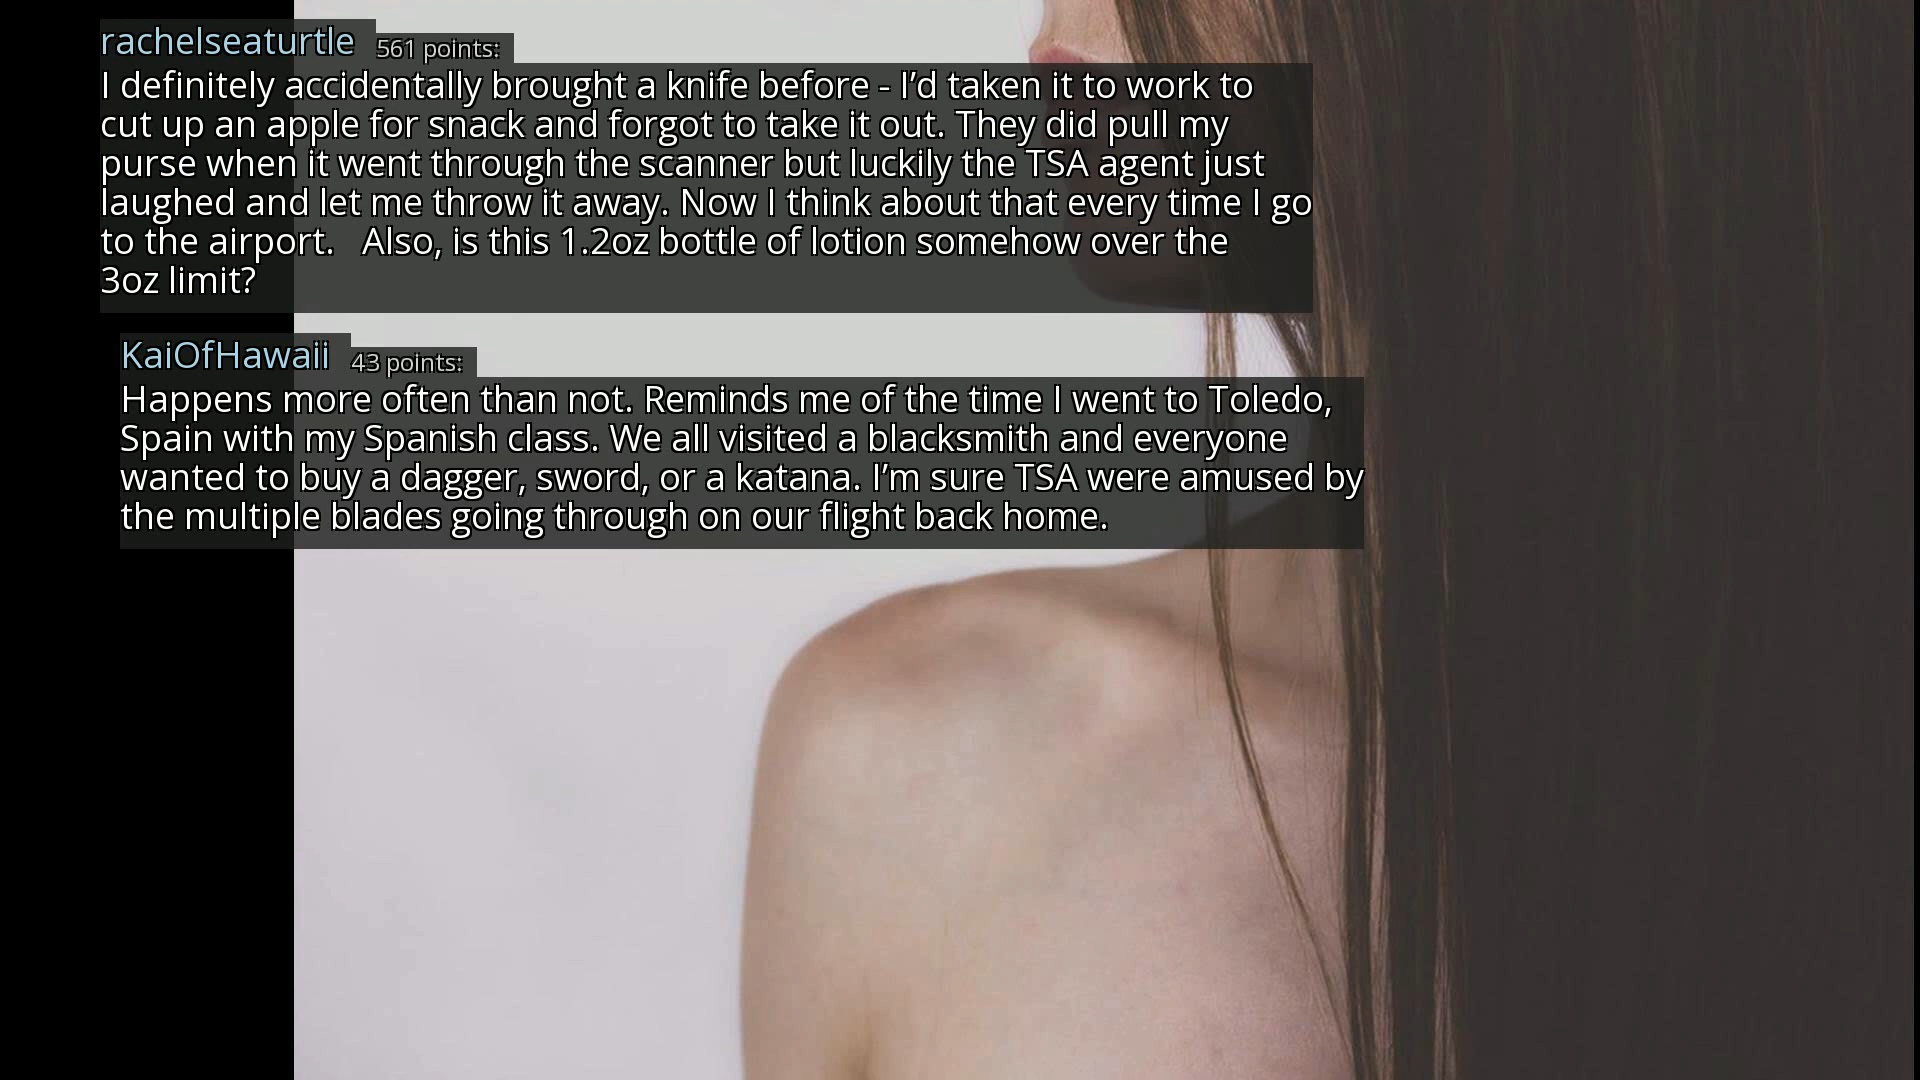 rachelseaturtle 561 points:
I definitely accidentally brought a knife before - I’d taken it to work to
cut up an apple for snack and forgot to take it out. They did pull my
purse when it went through the scanner but luckily the TSA agent just
laughed and let me throw it away. Now I think about that every time I go
to the airport.   Also, is this 1.2oz bottle of lotion somehow over the
3oz limit?
KaiOfHawaii 43 points:
Happens more often than not. Reminds me of the time I went to Toledo,
Spain with my Spanish class. We all visited a blacksmith and everyone
wanted to buy a dagger, sword, or a katana. I’m sure TSA were amused by
the multiple blades going through on our flight back home.